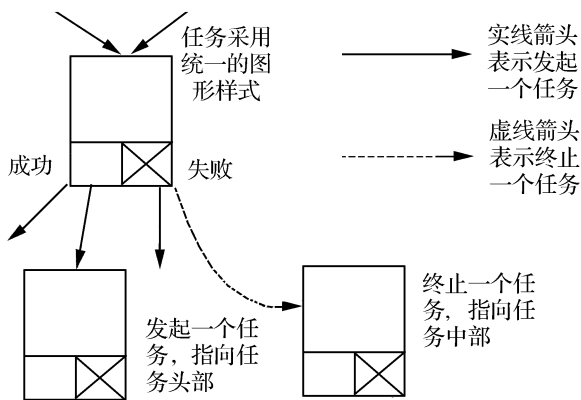 任务采用
统一的图
形样式
实线箭头
表示发起
一个任务
虚线箭头
表示终止
一个任务
成功
失败
发起一个任
务，指向任
务头部
终止一个任
务，指向
任务中部